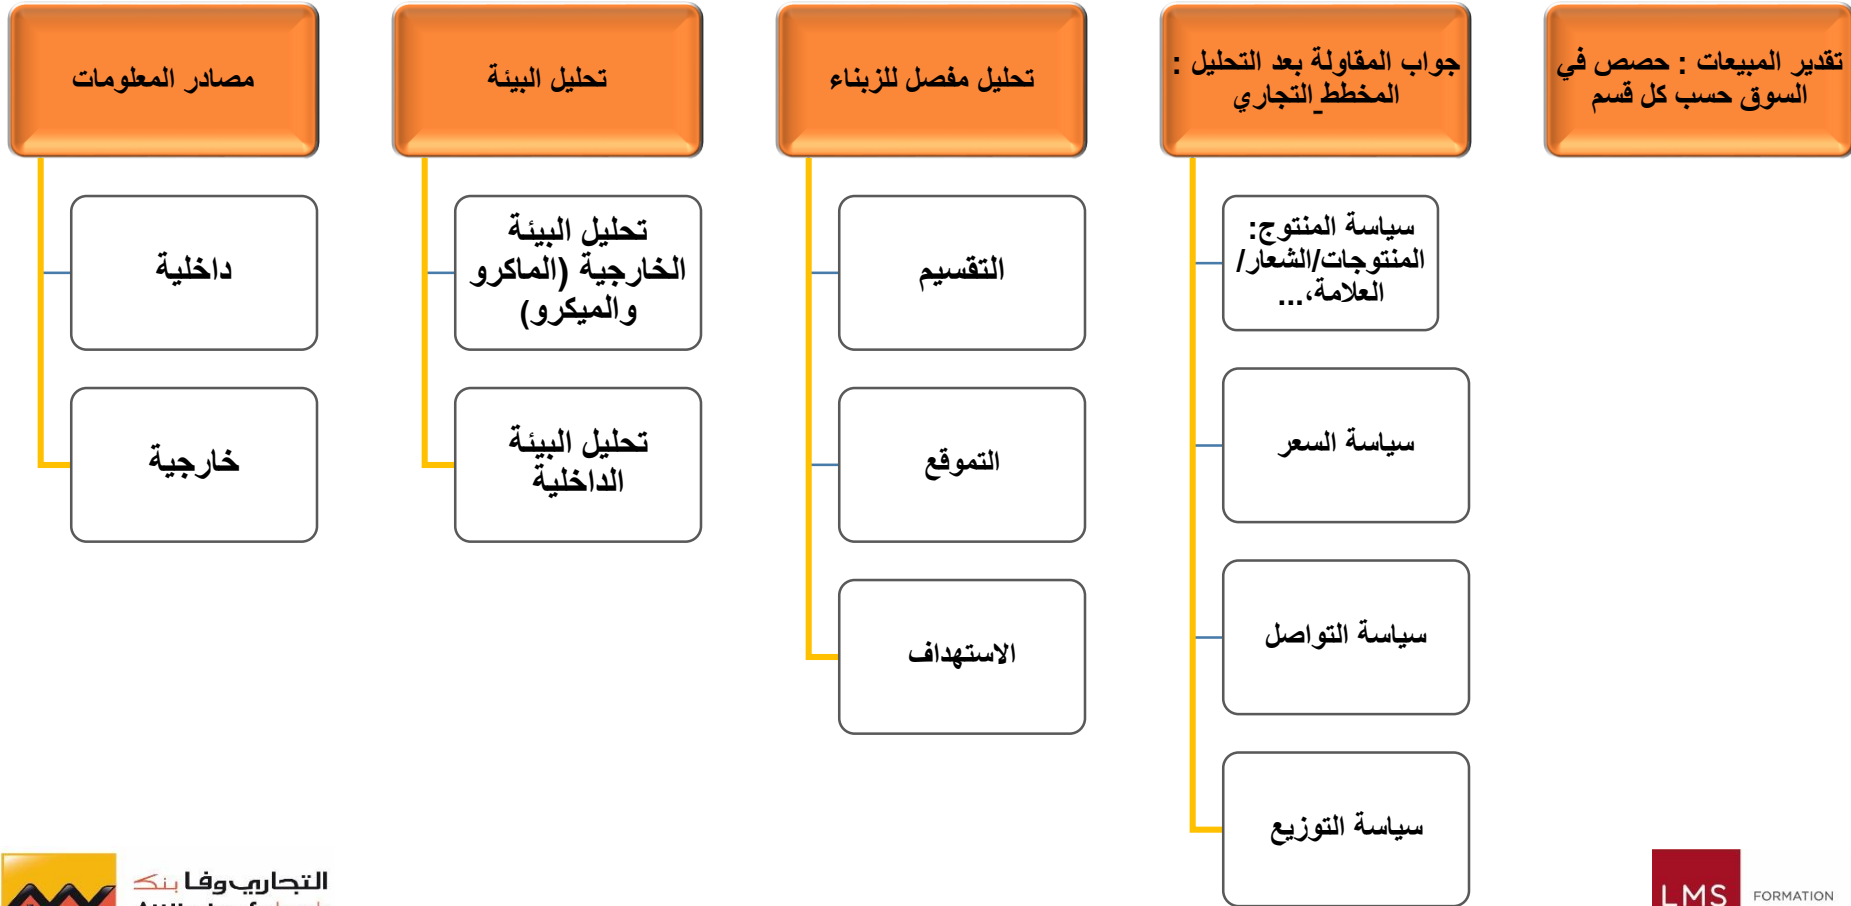 مصادر المعلومات
داخلية
خارجية
تحليل البيئة
تحليل البيئة
الخارجية (الماكرو
والميكرو)
تحليل البيئة
الداخلية
تحليل مفصل للزبناء
التقسيم
التموقع
الاستهداف
جواب المقاولة بعد التحليل :
المخطط التجاري
سياسة المنتوج:
المنتوجات/الشعار/
العلامة،...
سياسة السعر
سياسة التواصل
سياسة التوزيع
تقدير المبيعات : حصص في
السوق حسب كل قسم
التجاري وفا بنك
LMS
FORMATION